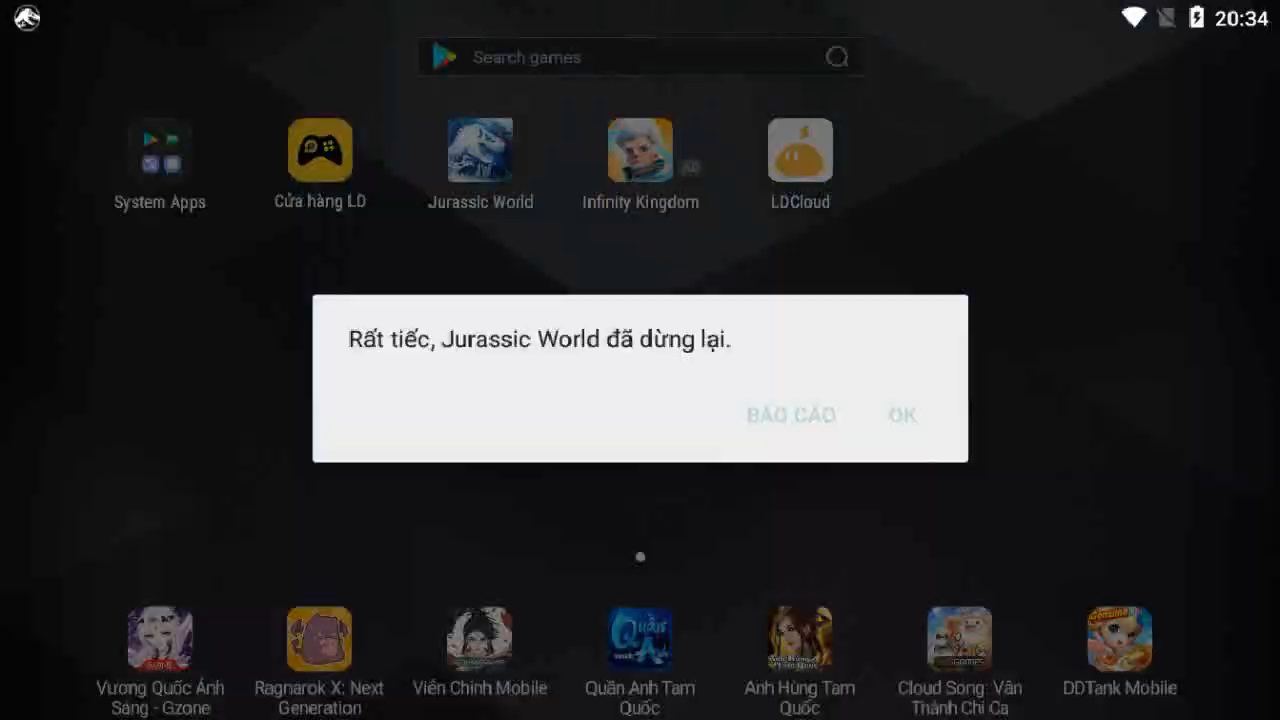 20:34
Search games
System Apps
Cửa hàng LD
Jurassic World
Infinity Kingdom
AD
LDCloud
Rất tiếc, Jurassic World đã dừng lại.
BÁO CÁO
OK
Vương Quốc Ánh
Sáng - Gzone
Ragnarok X: Next
Generation
Viễn Chinh Mobile
Quần Anh Tam
Quốc
Anh Hùng Tam
Quốc
Cloud Song: Vân
Thành Chi Ca
DDTank Mobile